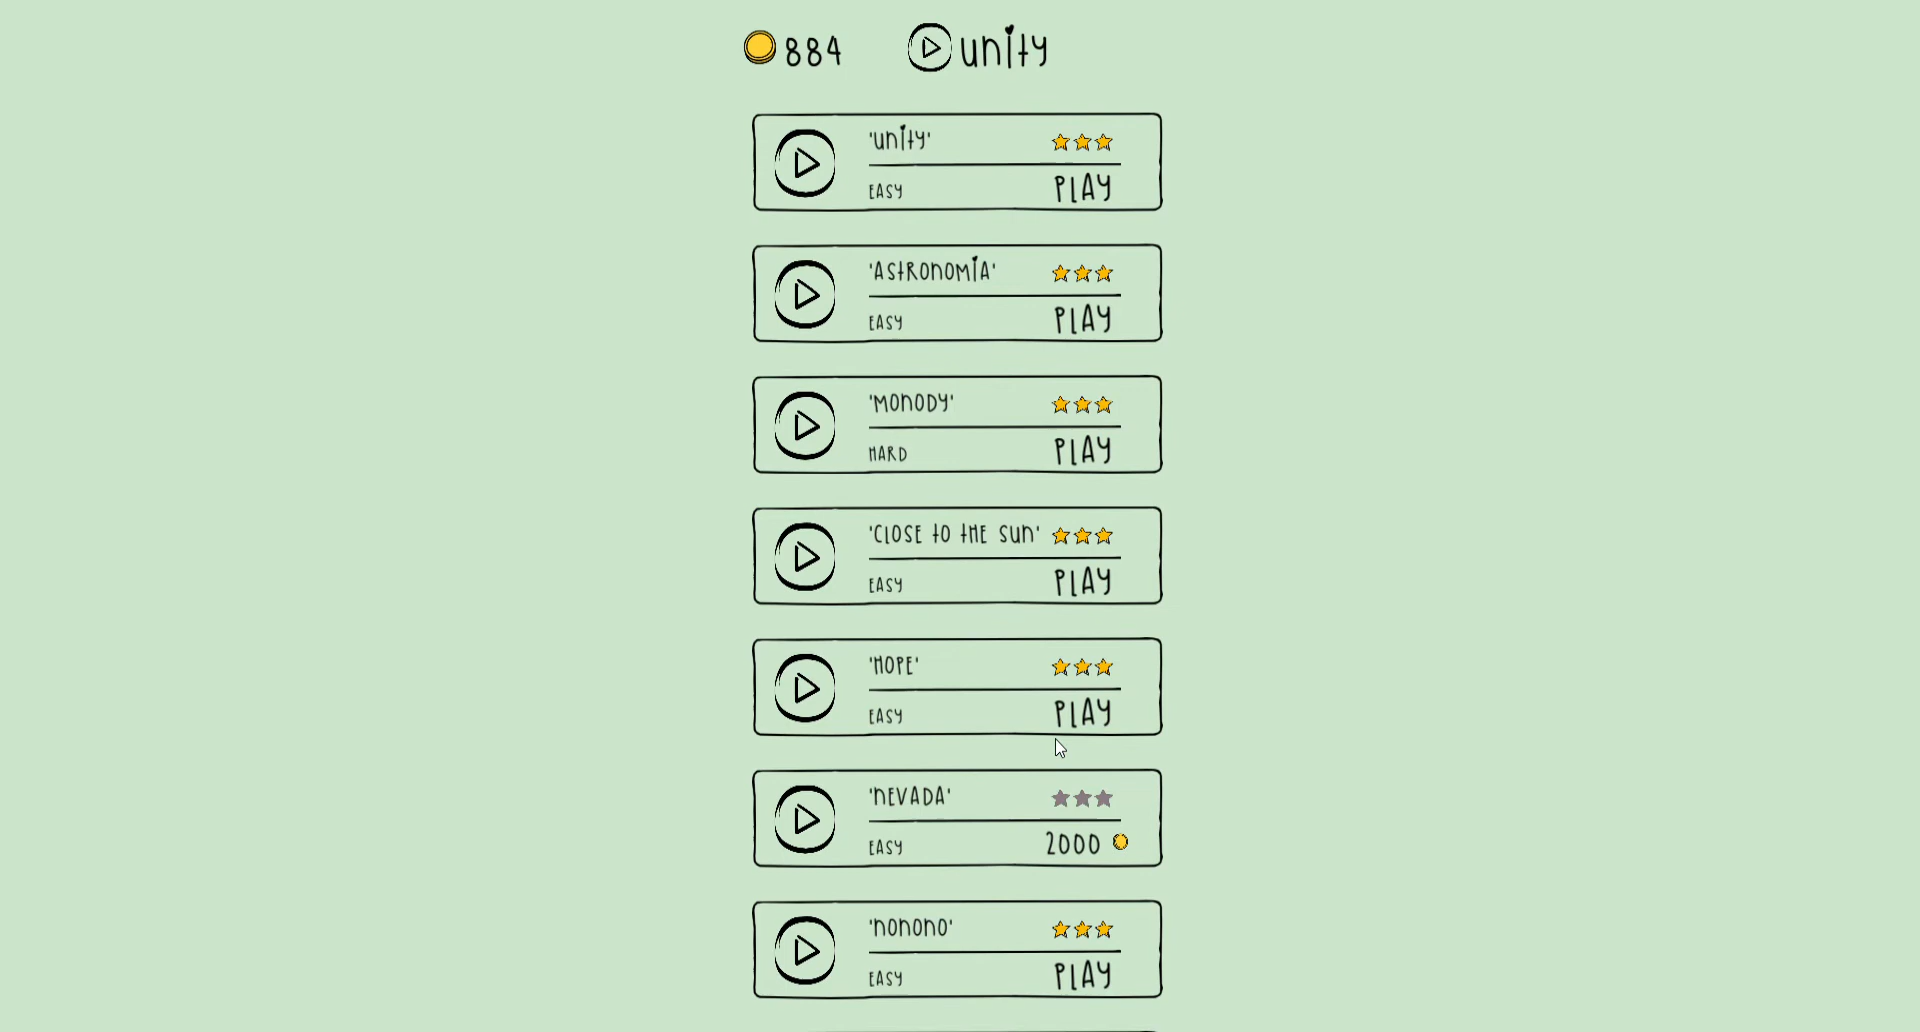 884 unity
'unity'
EASY PLAY
'ASTRONOMIA'
EASY PLAY
'MONODY'
HARD PLAY
'CLOSE TO THE SUN'
EASY PLAY
'HOPE'
EASY PLAY
'NEVADA'
EASY 2000
'NONONO'
EASY PLAY